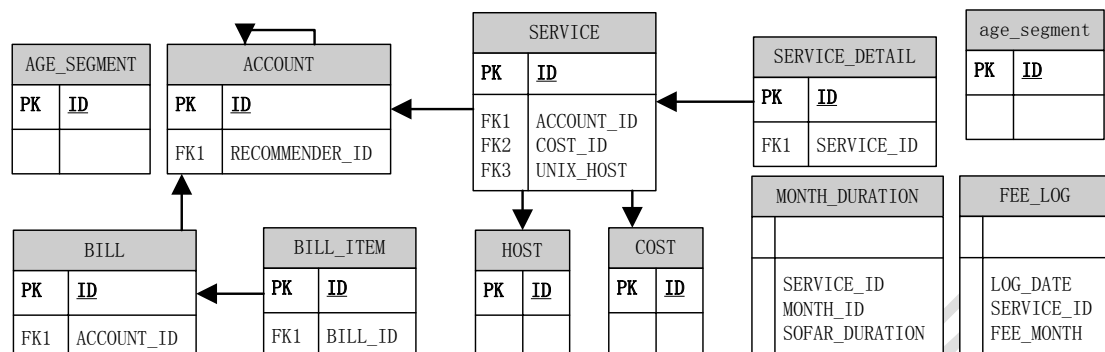 AGE_SEGMENT
PK ID
ACCOUNT
PK ID
FK1 RECOMMENDER_ID
SERVICE
PK ID
FK1 ACCOUNT_ID
FK2 COST_ID
FK3 UNIX_HOST
SERVICE_DETAIL
PK ID
FK1 SERVICE_ID
age_segment
PK ID
BILL
PK ID
FK1 ACCOUNT_ID
BILL_ITEM
PK ID
FK1 BILL_ID
HOST
PK ID
COST
PK ID
MONTH_DURATION
SERVICE_ID
MONTH_ID
SOFAR_DURATION
FEE_LOG
LOG_DATE
SERVICE_ID
FEE_MONTH